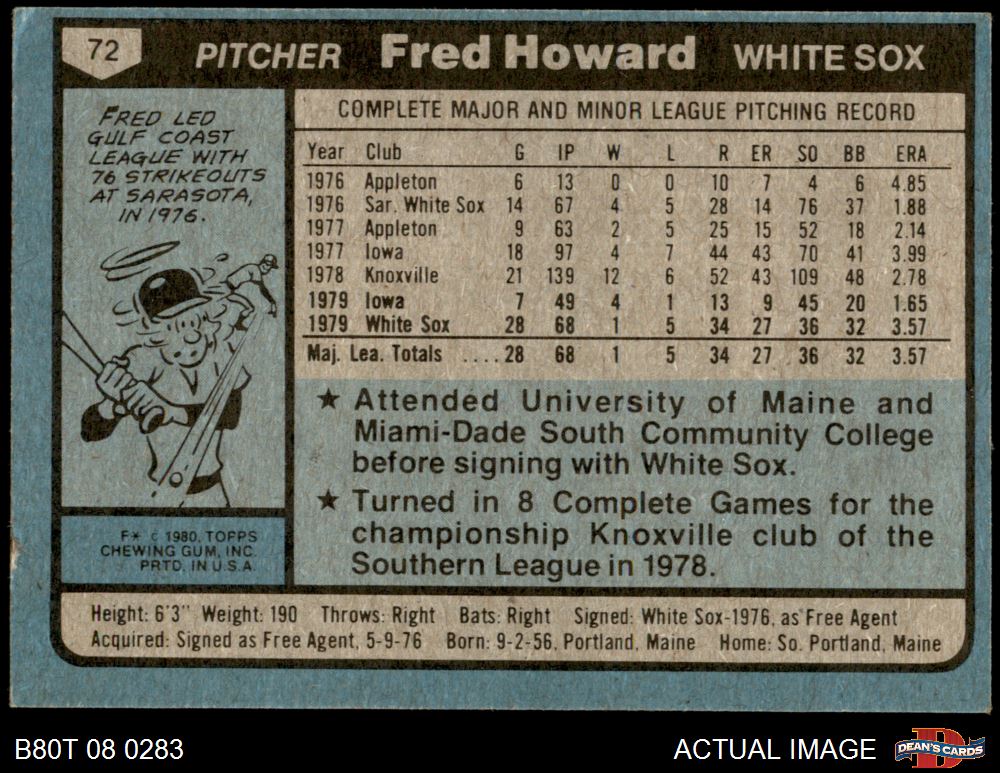 72 PITCHER Fred Howard WHITE SOX
FRED LED
GULF COAST
LEAGUE WITH
76 STRIKEOUTS
AT SARASOTA,
IN 1976.
COMPLETE MAJOR AND MINOR LEAGUE PITCHING RECORD
Year Club G IP W L R ER SO BB ERA
1976 Appleton 6 13 0 0 10 7 4 6 4.85
1976 Sar. White Sox 14 67 4 5 28 14 76 37 1.88
1977 Appleton 9 63 2 5 25 15 52 18 2.14
1977 Iowa 18 97 4 7 44 43 70 41 3.99
1978 Knoxville 21 139 12 6 52 43 109 48 2.78
1979 Iowa 7 49 4 1 13 9 45 20 1.65
1979 White Sox 28 68 1 5 34 27 36 32 3.57
Maj. Lea. Totals ....28 68 1 5 34 27 36 32 3.57
★ Attended University of Maine and
Miami-Dade South Community College
before signing with White Sox.
★ Turned in 8 Complete Games for the
championship Knoxville club of the
Southern League in 1978.
F* © 1980, TOPPS
CHEWING GUM, INC.
PRTD. IN U.S.A.
Height: 6'3" Weight: 190 Throws: Right Bats: Right Signed: White Sox-1976, as Free Agent
Acquired: Signed as Free Agent, 5-9-76 Born: 9-2-56, Portland, Maine Home: So. Portland, Maine
B80T 08 0283 ACTUAL IMAGE DEAN'S CARDS